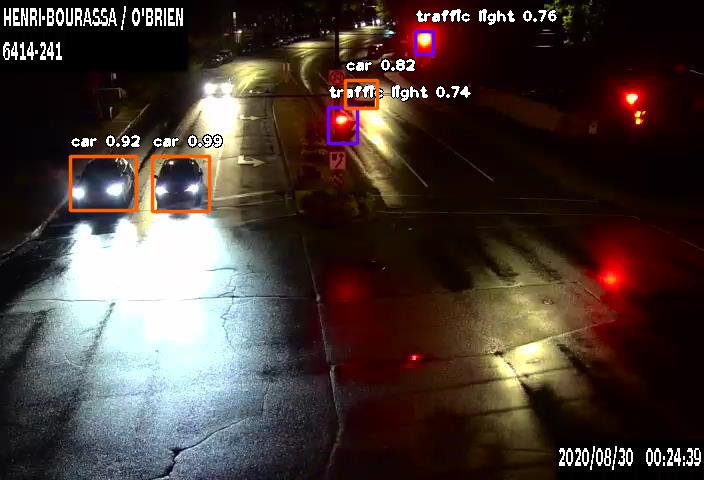 HENRI-BOURASSA / O'BRIEN
6414-241
traffic light 0.76
car 0.82
traffic light 0.74
car 0.92
car 0.99
2020/08/30 00:24:39